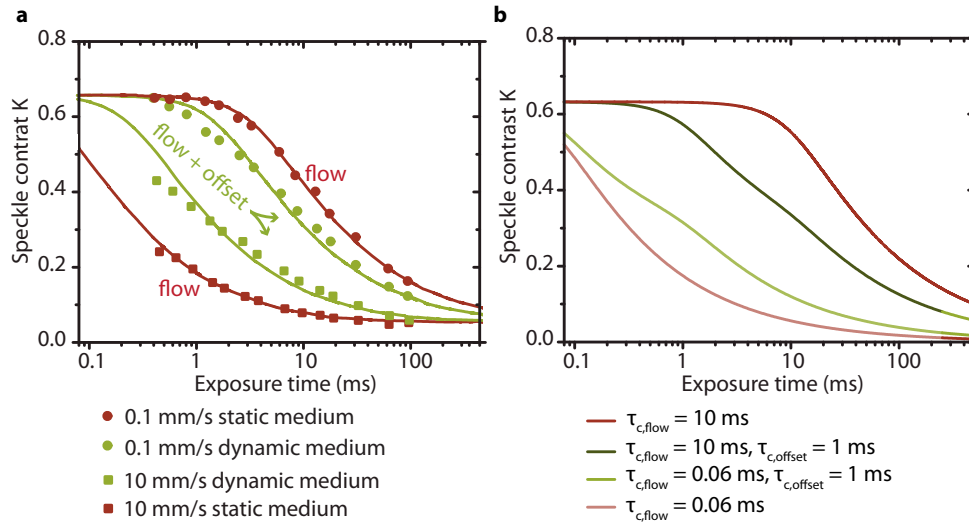 a
0.8
0.6
0.4
0.2
0.0
Speckle contrat K
flow + offset
flow
flow
0.1 1 10 100
Exposure time (ms)
0.1 mm/s static medium
0.1 mm/s dynamic medium
10 mm/s dynamic medium
10 mm/s static medium
b
0.8
0.6
0.4
0.2
0.0
Speckle contrast K
0.1 1 10 100
Exposure time (ms)
τc,flow = 10 ms
τc,flow = 10 ms, τc,offset = 1 ms
τc,flow = 0.06 ms, τc,offset = 1 ms
τc,flow = 0.06 ms